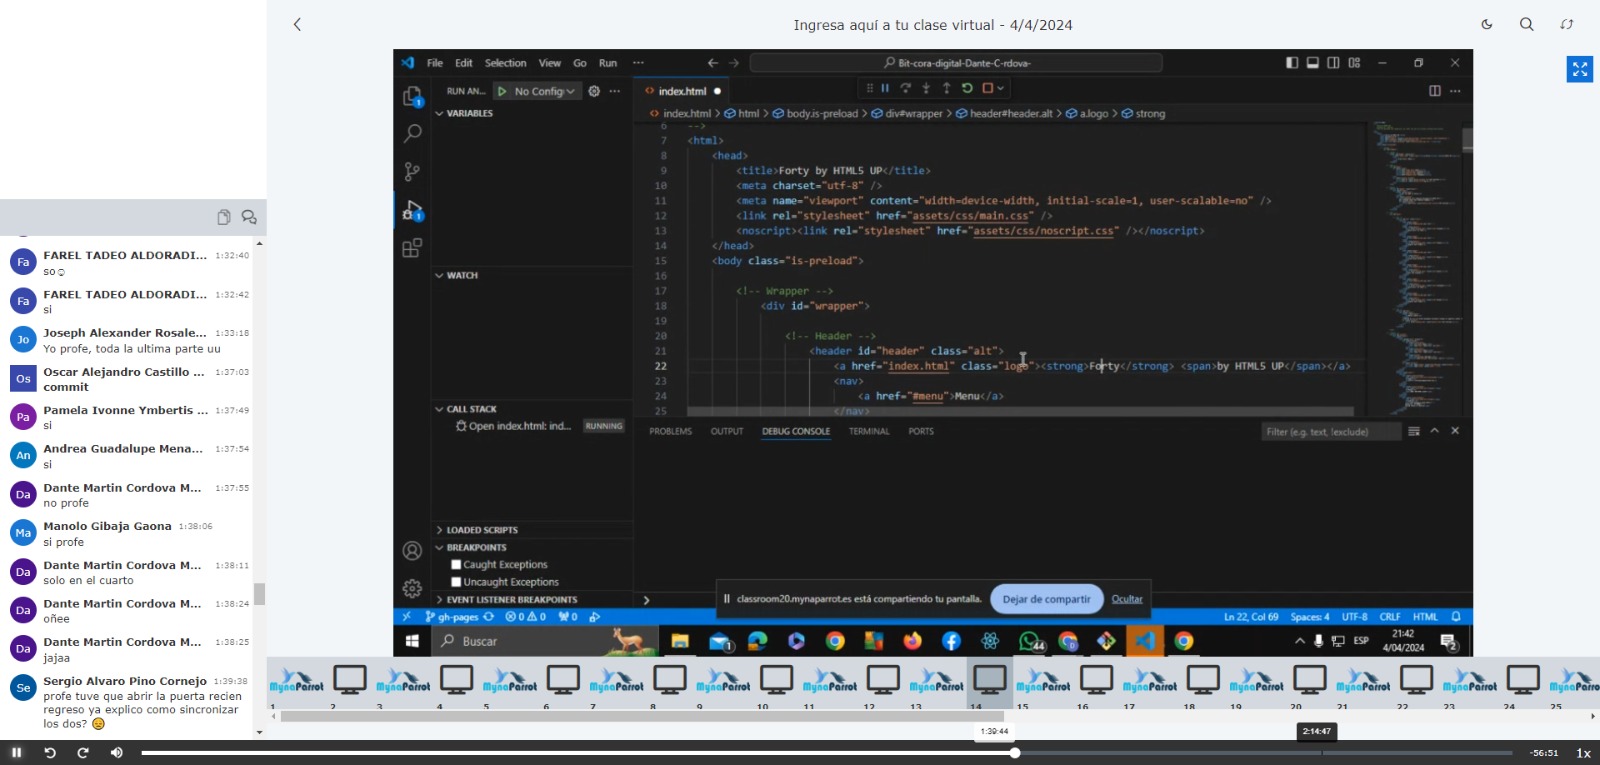 Ingresa aquí a tu clase virtual - 4/4/2024
FAREL TADEO ALDORADI... 1:32:40
so☺
FAREL TADEO ALDORADI... 1:32:42
si
Joseph Alexander Rosale... 1:33:18
Yo profe, toda la ultima parte uu
Oscar Alejandro Castillo ... 1:37:03
commit
Pamela Ivonne Ymbertis ... 1:37:49
si
Andrea Guadalupe Mena... 1:37:54
si
Dante Martin Cordova M... 1:37:55
no profe
Manolo Gibaja Gaona 1:38:06
si profe
Dante Martin Cordova M... 1:38:11
solo en el cuarto
Dante Martin Cordova M... 1:38:24
oñee
Dante Martin Cordova M... 1:38:25
jajaa
Sergio Alvaro Pino Cornejo 1:39:38
profe tuve que abrir la puerta recien
regreso ya explico como sincronizar
los dos? 😖
Fa
Fa
Jo
Os
Pa
An
Da
Ma
Da
Da
Da
Se
File Edit Selection View Go Run ··· Bit-cora-digital-Dante-C-rdova-
RUN AN... No Config
VARIABLES
WATCH
CALL STACK
Open index.html: ind... RUNNING
LOADED SCRIPTS
BREAKPOINTS
Caught Exceptions
Uncaught Exceptions
EVENT LISTENER BREAKPOINTS
1
1
index.html
index.html > html > body.is-preload > div#wrapper > header#header.alt > a.logo > strong
6 -->
7 <html>
8 <head>
9 <title>Forty by HTML5 UP</title>
10 <meta charset="utf-8" />
11 <meta name="viewport" content="width=device-width, initial-scale=1, user-scalable=no" />
12 <link rel="stylesheet" href="assets/css/main.css" />
13 <noscript><link rel="stylesheet" href="assets/css/noscript.css" /></noscript>
14 </head>
15 <body class="is-preload">
16
17 <!-- Wrapper -->
18 <div id="wrapper">
19
20 <!-- Header -->
21 <header id="header" class="alt">
22 <a href="index.html" class="logo"><strong>Forty</strong> <span>by HTML5 UP</span></a>
23 <nav>
24 <a href="#menu">Menu</a>
25 </nav>
PROBLEMS OUTPUT DEBUG CONSOLE TERMINAL PORTS Filter (e.g. text, !exclude)
classroom20.mynaparrot.es está compartiendo tu pantalla. Dejar de compartir Ocultar
gh-pages 0 0 0 Ln 22, Col 69 Spaces: 4 UTF-8 CRLF HTML
Buscar 1 44 ESP 21:42
4/04/2024 2
MynaParrot MynaParrot MynaParrot MynaParrot MynaParrot MynaParrot MynaParrot MynaParrot MynaParrot MynaParrot MynaParrot MynaParrot MynaParro
1 2 3 4 5 6 7 8 9 10 11 12 13 14 15 16 17 18 19 20 21 22 23 24 25
1:39:44 2:14:47
-56:51 1x